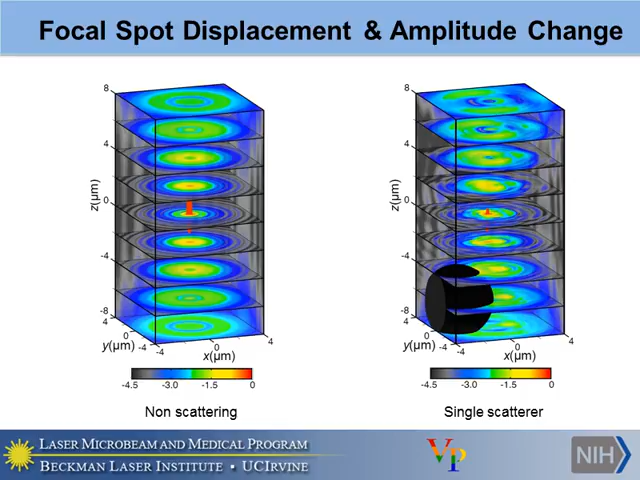 Focal Spot Displacement & Amplitude Change
8
4
0
-4
-8
z(μm)
4
0
-4
y(μm)
-4
0
4
x(μm)
-4.5 -3.0 -1.5 0
Non scattering
8
4
0
-4
-8
z(μm)
4
0
-4
y(μm)
-4
0
4
x(μm)
-4.5 -3.0 -1.5 0
Single scatterer
LASER MICROBEAM AND MEDICAL PROGRAM
BECKMAN LASER INSTITUTE ▪ UCIRVINE
VP
NIH